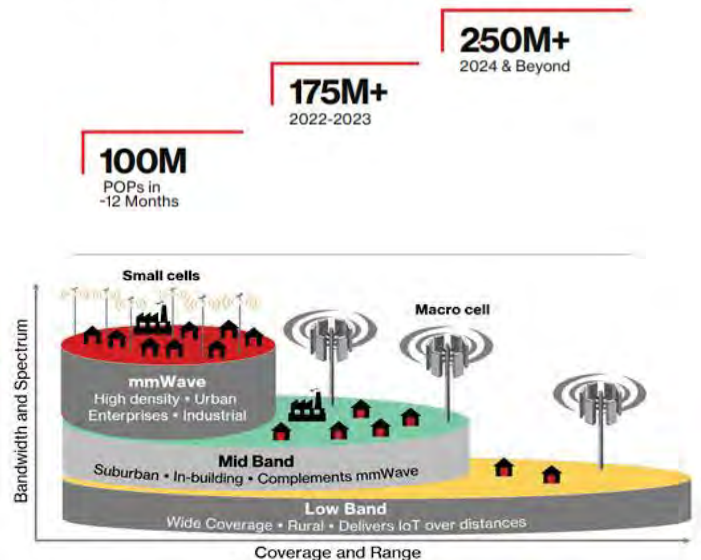 250M+
2024 & Beyond
175M+
2022-2023
100M
POPs in
~12 Months
Small cells
Macro cell
mmWave
High density • Urban
Enterprises • Industrial
Mid Band
Suburban • In-building • Complements mmWave
Low Band
Wide Coverage • Rural • Delivers IoT over distances
Bandwidth and Spectrum
Coverage and Range